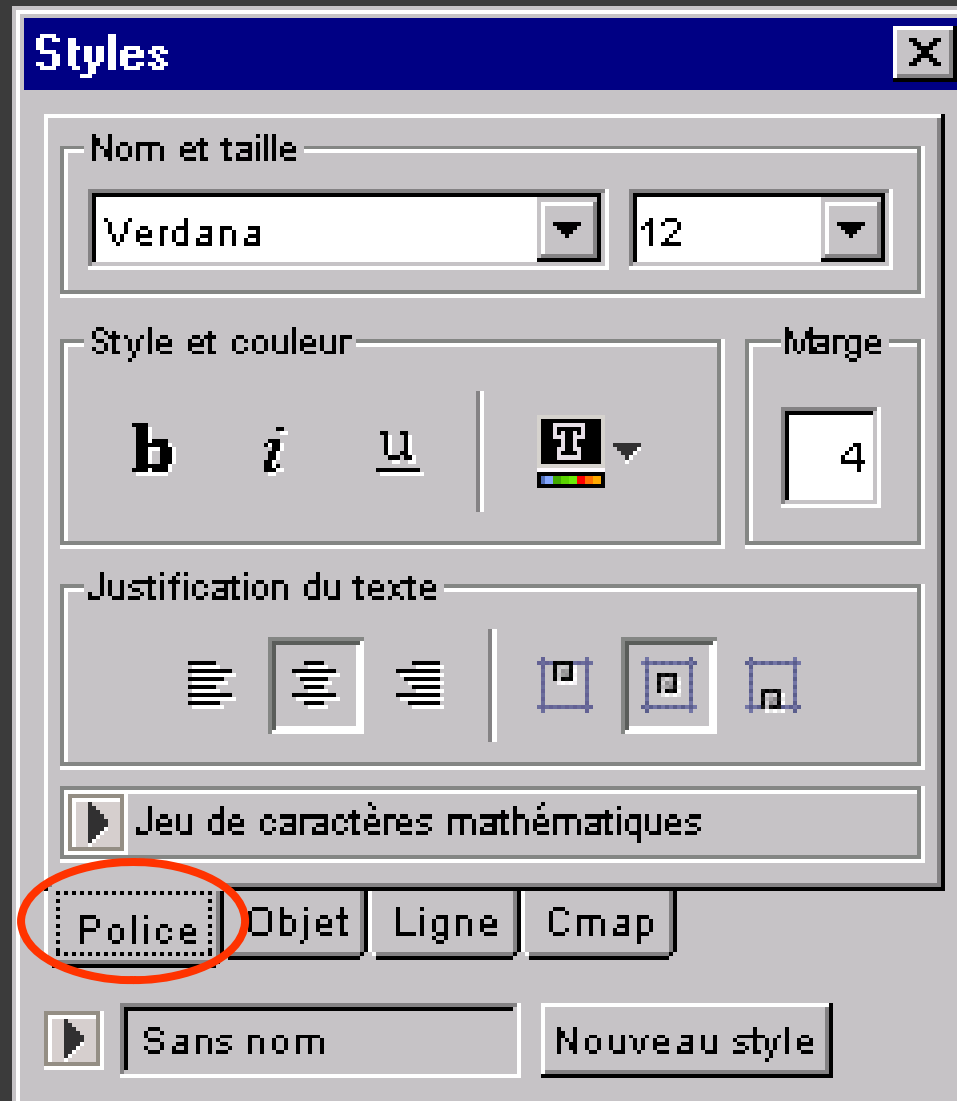 Styles
Nom et taille
Verdana 12
Style et couleur Marge
b i u T 4
Justification du texte
Jeu de caractères mathématiques
Police Objet Ligne Cmap
Sans nom Nouveau style